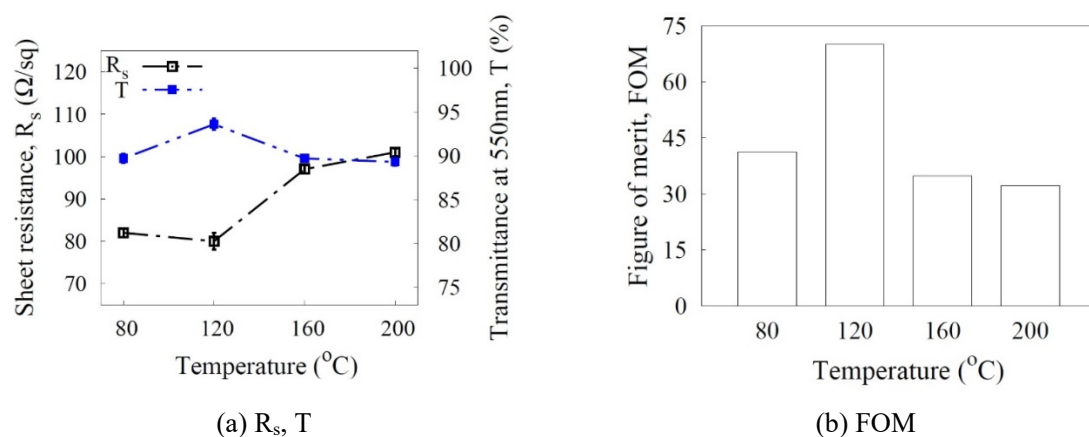 Sheet resistance, Rₛ (Ω/sq)
120
110
100
90
80
70
Rₛ
T
80 120 160 200
Temperature (°C)
Transmittance at 550nm, T (%)
100
95
90
85
80
75
(a) Rₛ, T
Figure of merit, FOM
75
60
45
30
15
0
80 120 160 200
Temperature (°C)
(b) FOM